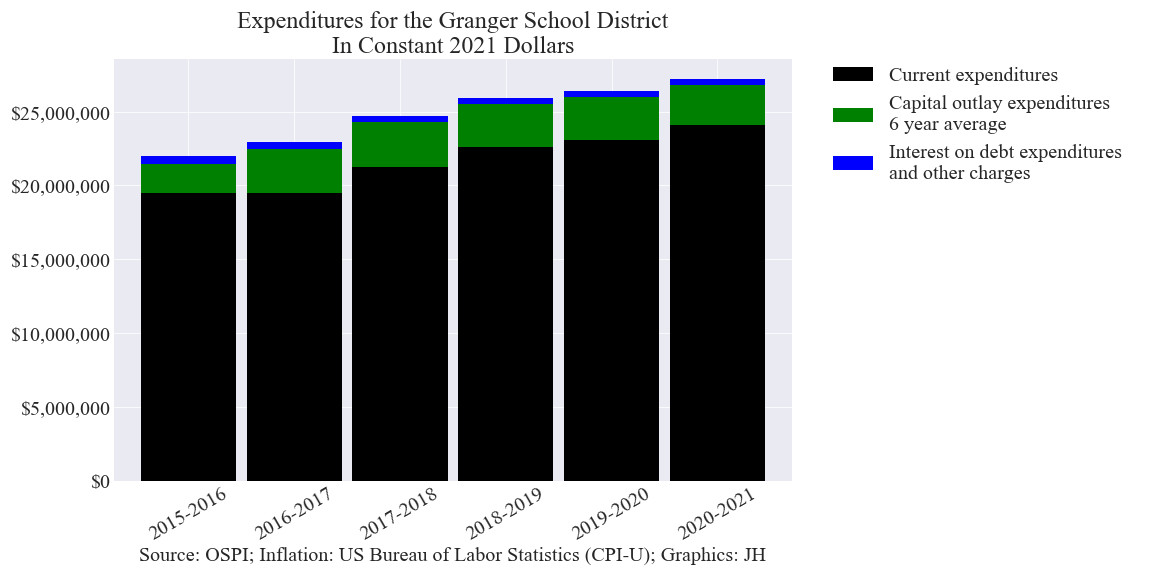 Expenditures for the Granger School District
In Constant 2021 Dollars
Current expenditures
Capital outlay expenditures
6 year average
Interest on debt expenditures
and other charges
$25,000,000
$20,000,000
$15,000,000
$10,000,000
$5,000,000
$0
2015-2016
2016-2017
2017-2018
2018-2019
2019-2020
2020-2021
Source: OSPI; Inflation: US Bureau of Labor Statistics (CPI-U); Graphics: JH